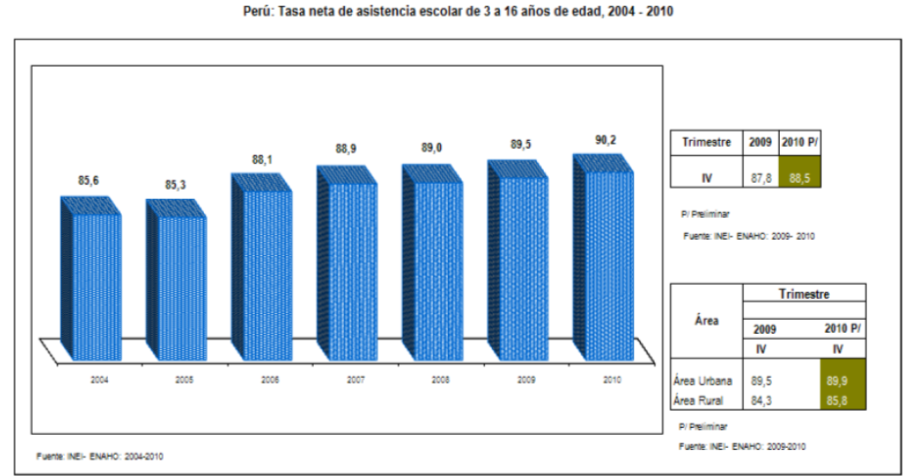 Perú: Tasa neta de asistencia escolar de 3 a 16 años de edad, 2004 - 2010
85,6
85,3
88,1
88,9
89,0
89,5
90,2
2004
2005
2006
2007
2008
2009
2010
Fuente: INEI- ENAHO: 2004-2010
Trimestre 2009 2010 P/
IV 87,8 88,5
P/ Preliminar
Fuente: INEI- ENAHO: 2009- 2010
Área Trimestre
2009 2010 P/
IV IV
Área Urbana 89,5 89,9
Área Rural 84,3 85,8
P/ Preliminar
Fuente: INEI- ENAHO: 2009-2010